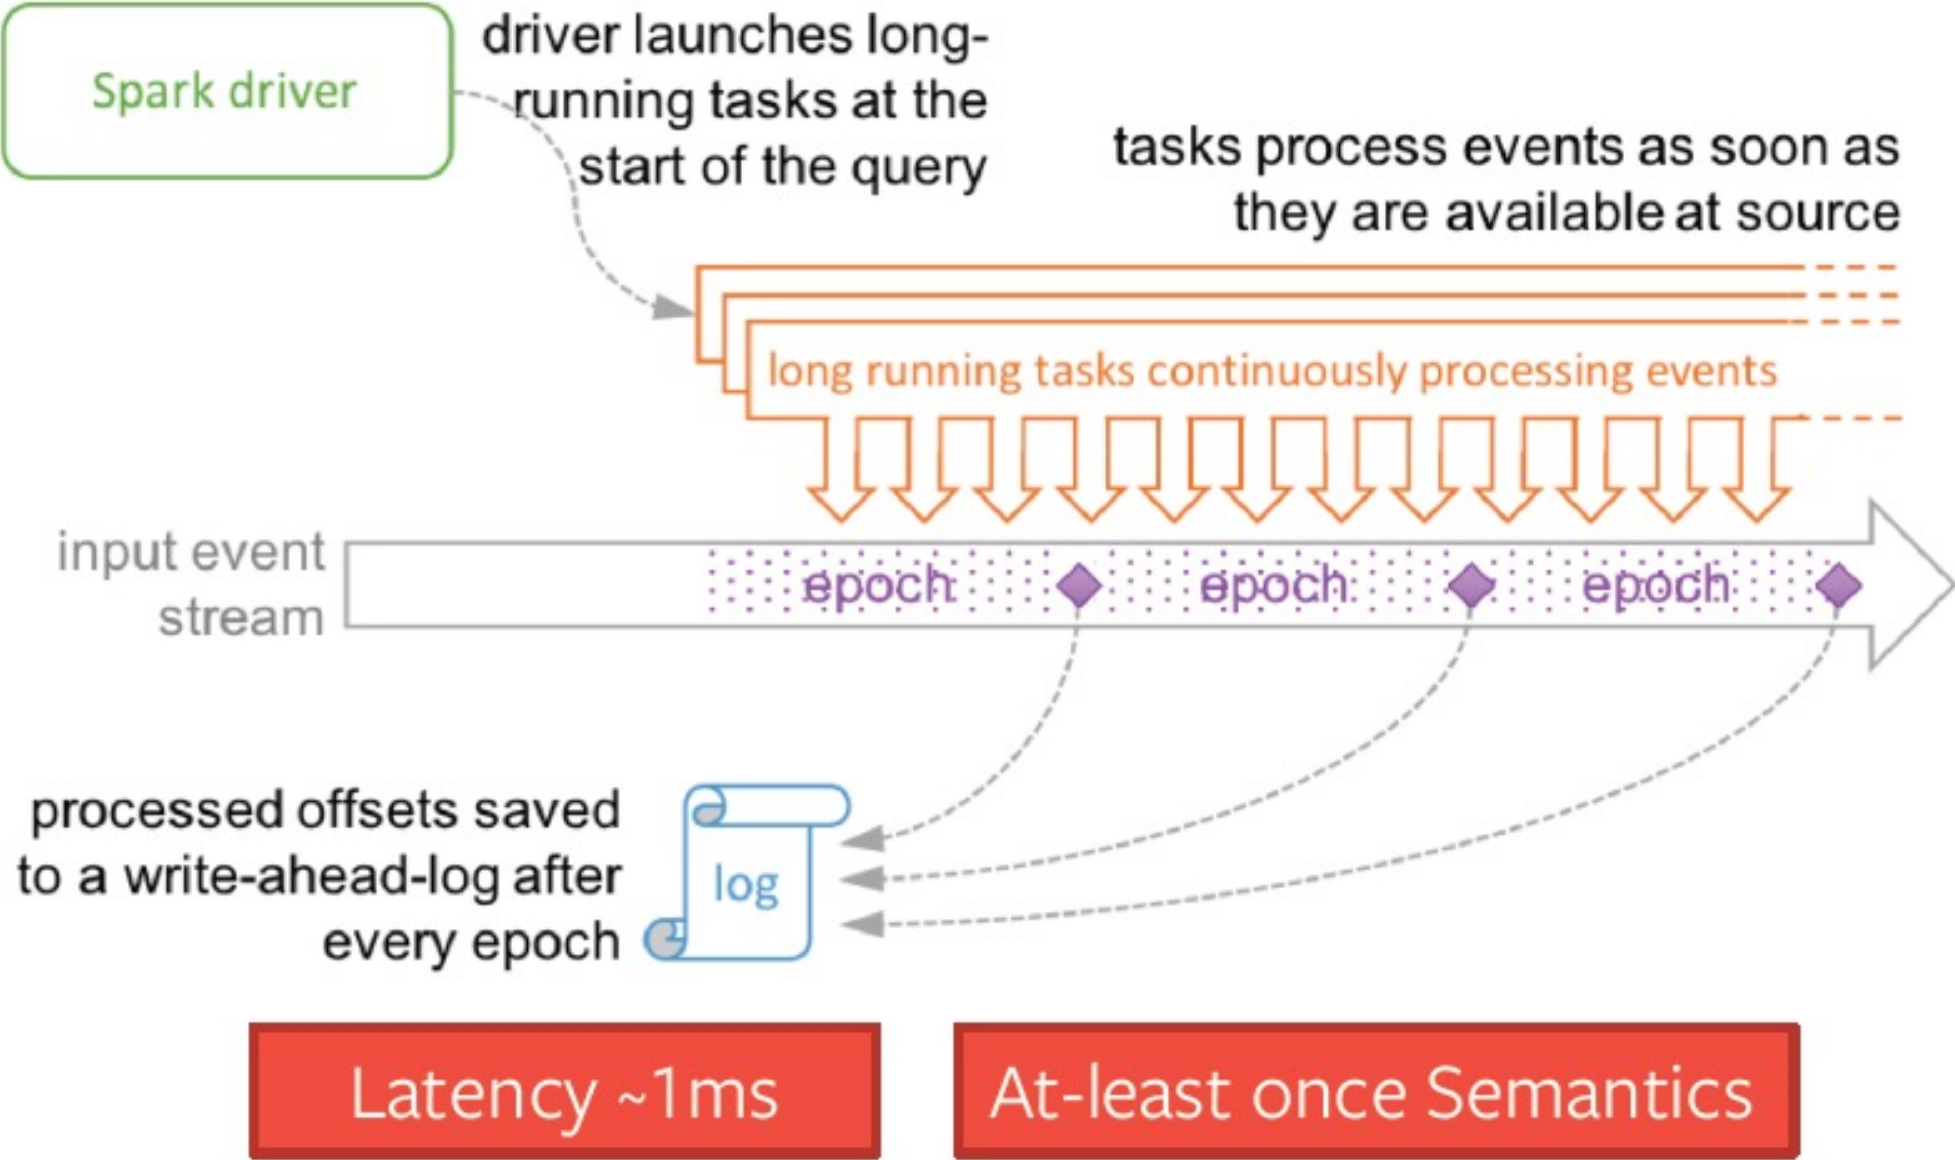 Spark driver
driver launches long-
running tasks at the
start of the query
tasks process events as soon as
they are available at source
long running tasks continuously processing events
input event
stream
epoch epoch epoch
processed offsets saved
to a write-ahead-log after
every epoch
log
Latency ~1ms
At-least once Semantics